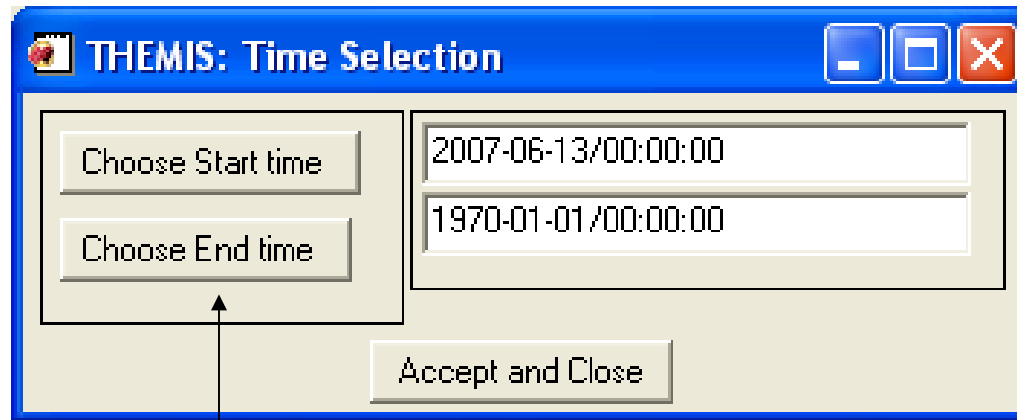 THEMIS: Time Selection
Choose Start time
2007-06-13/00:00:00
Choose End time
1970-01-01/00:00:00
Accept and Close